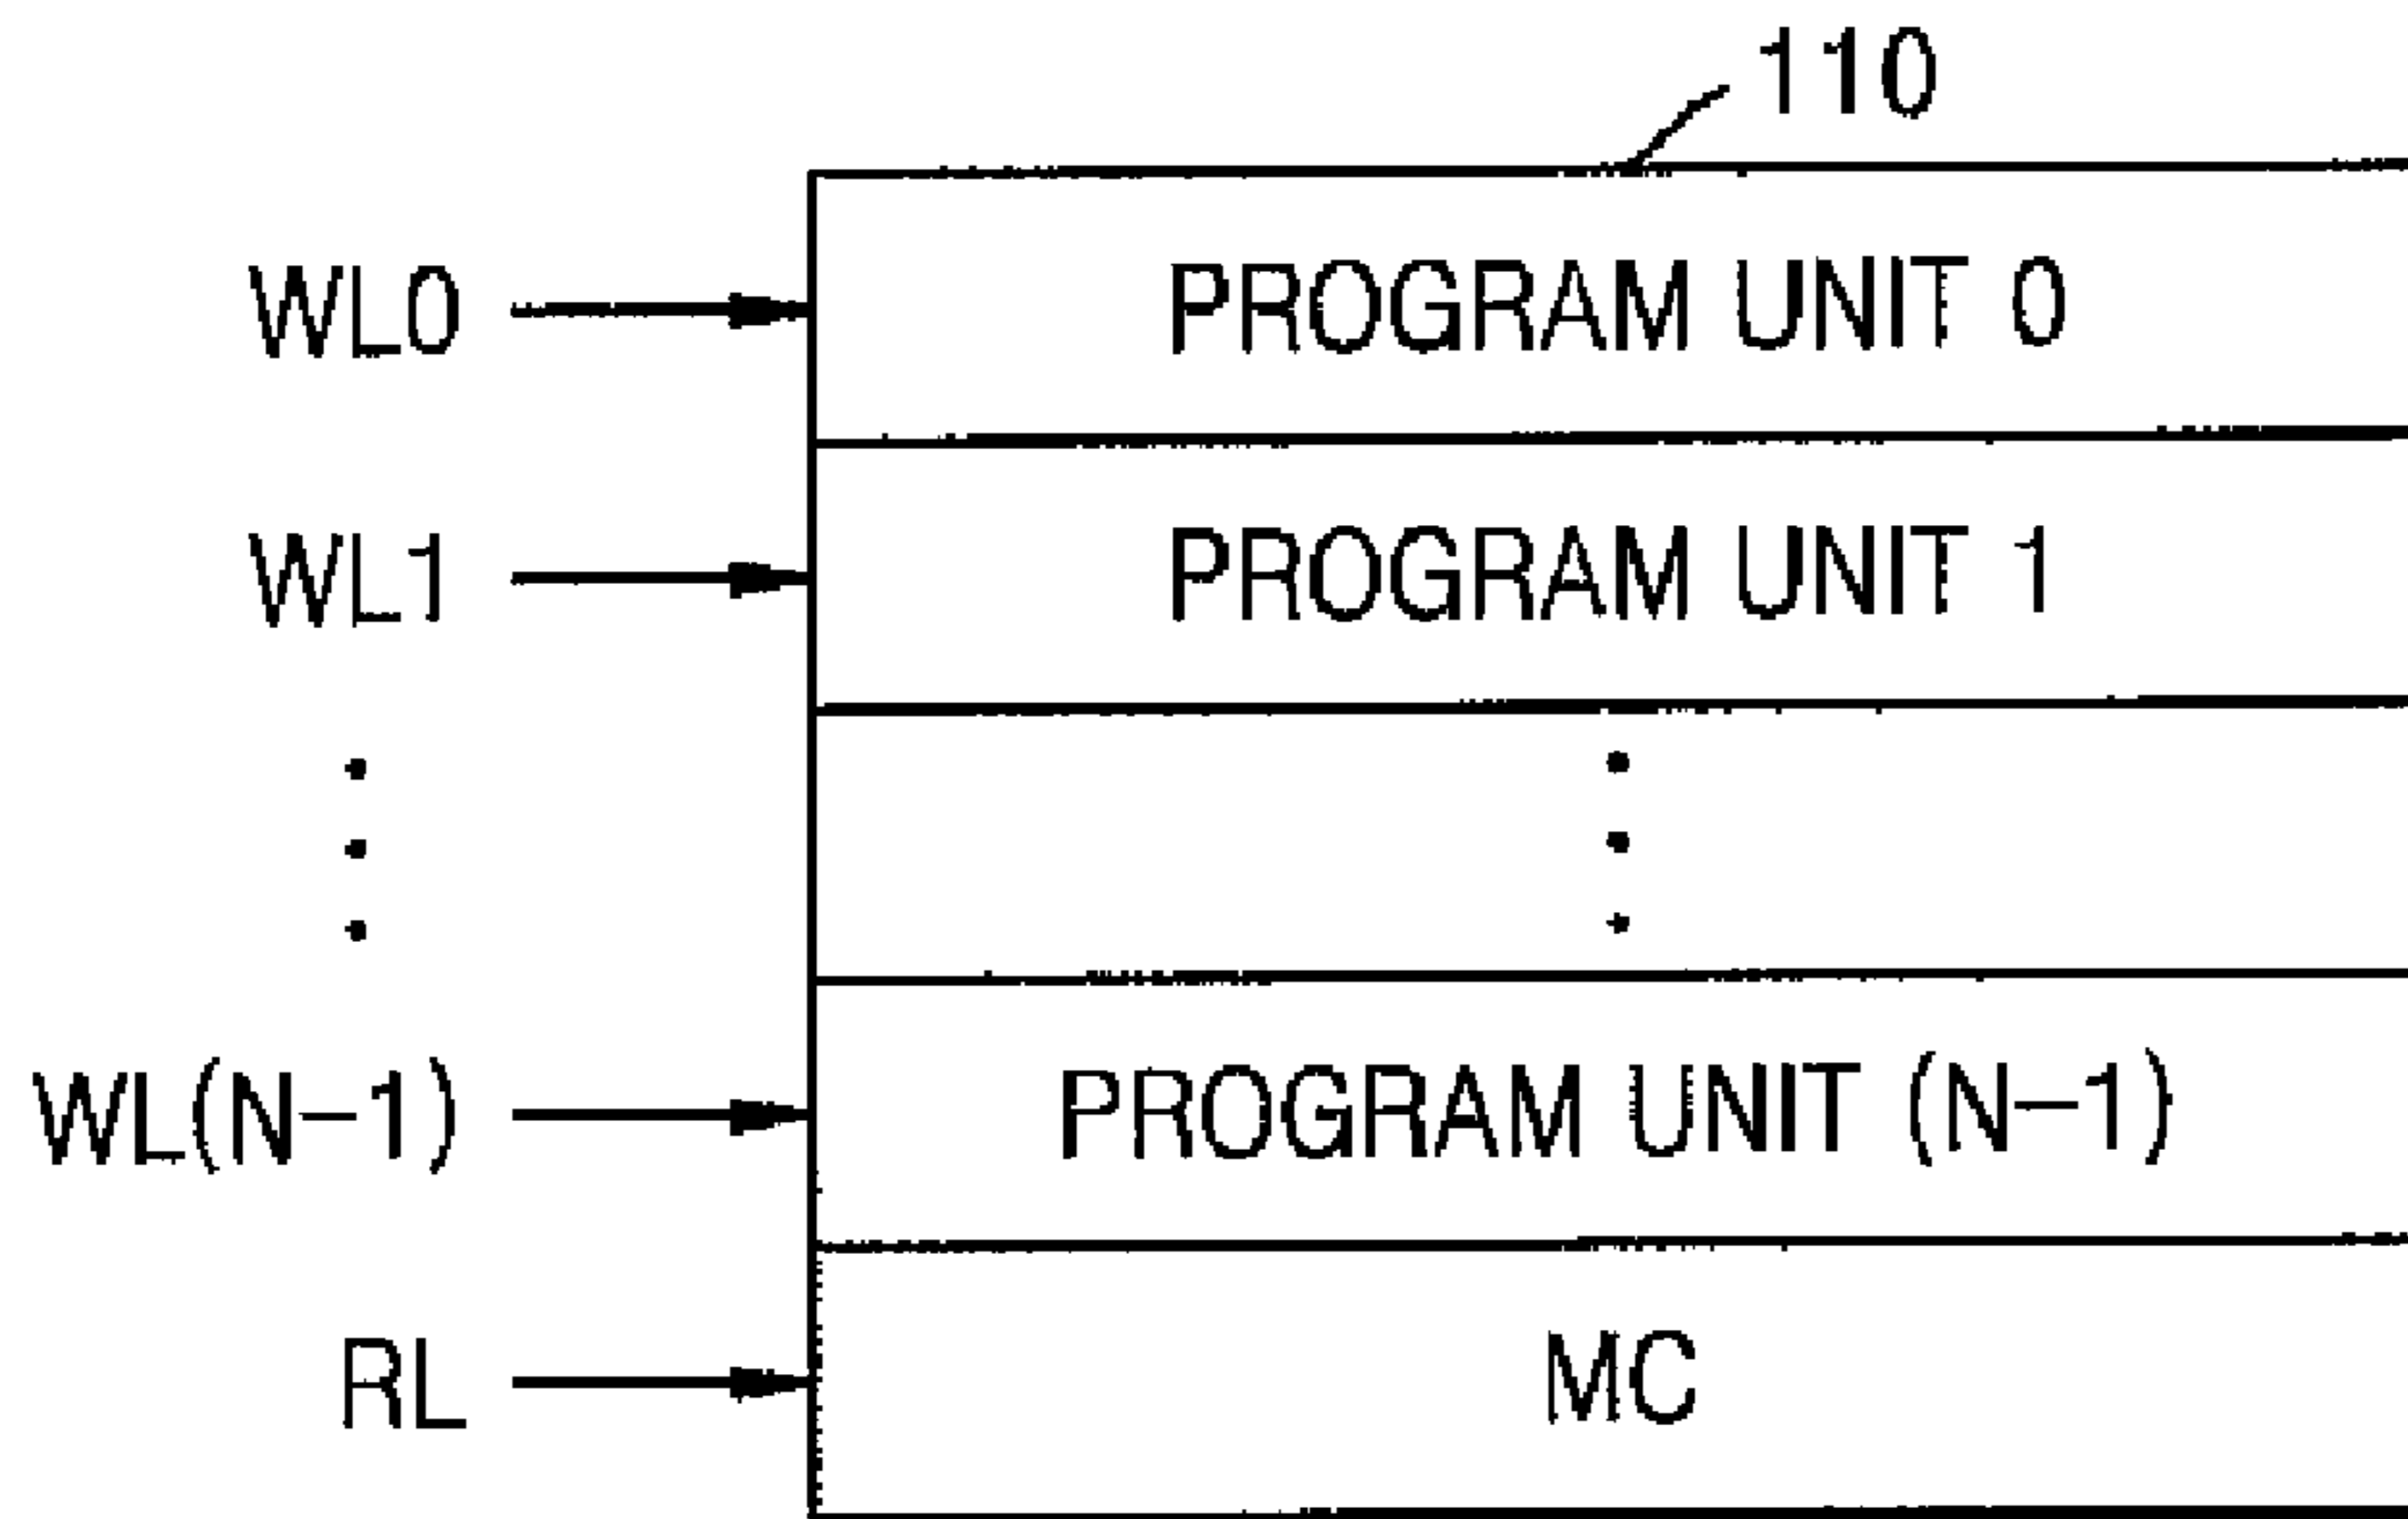 110
WL0 PROGRAM UNIT 0
WL1 PROGRAM UNIT 1
WL(N-1) PROGRAM UNIT (N-1)
RL MC